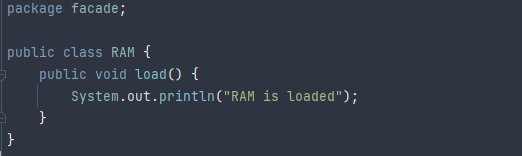 package facade;
public class RAM {
    public void load() {
        System.out.println("RAM is loaded");
    }
}